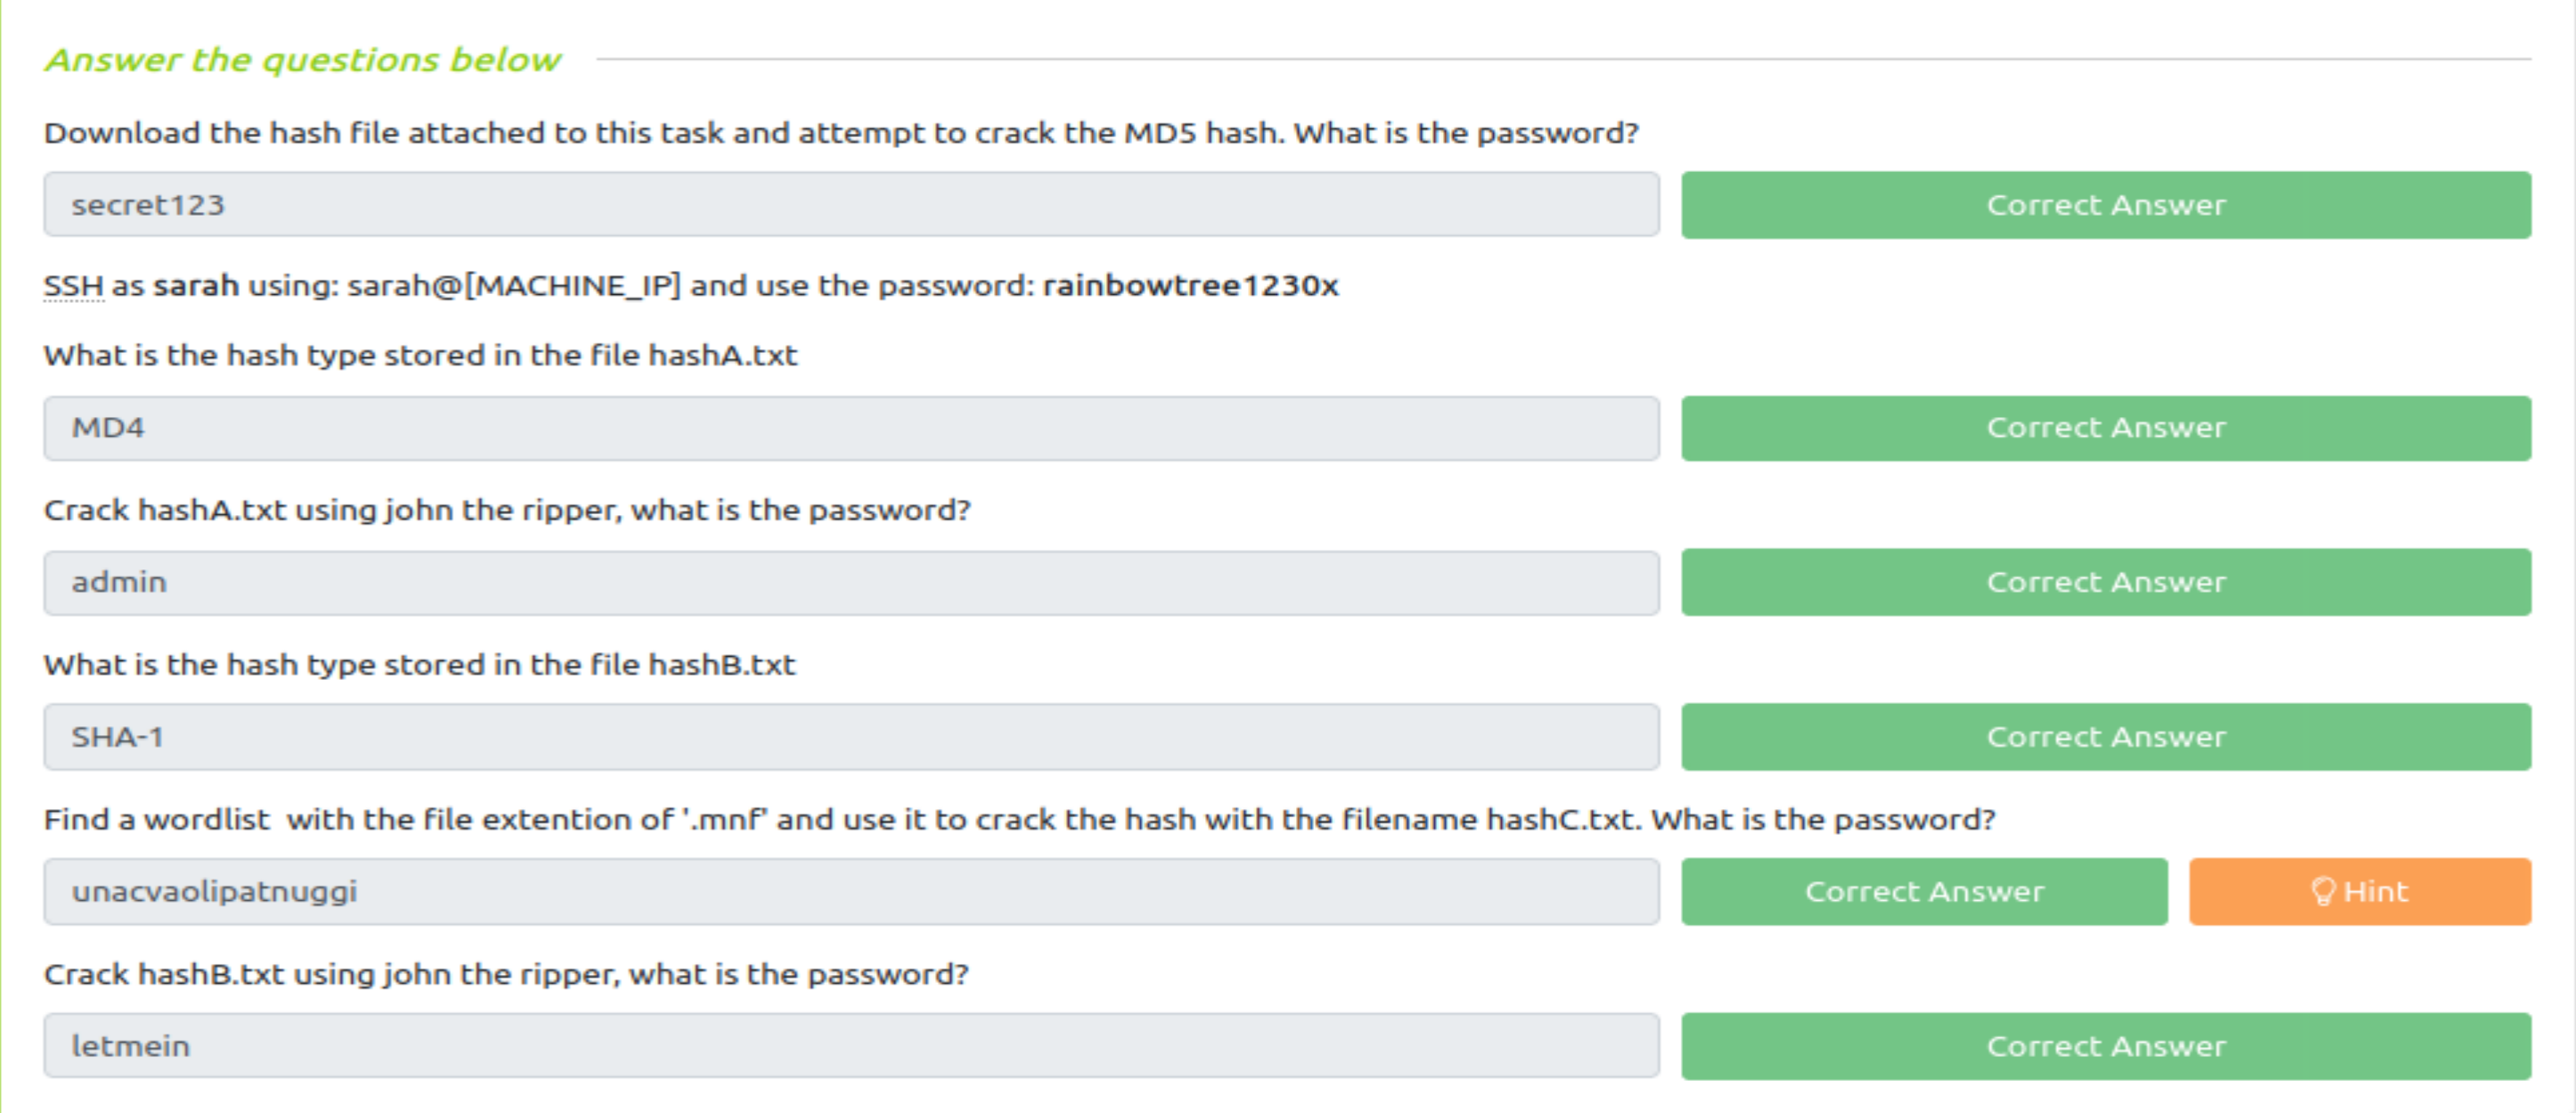 Answer the questions below
Download the hash file attached to this task and attempt to crack the MD5 hash. What is the password?
secret123
Correct Answer
SSH as sarah using: sarah@[MACHINE_IP] and use the password: rainbowtree1230x
What is the hash type stored in the file hashA.txt
MD4
Correct Answer
Crack hashA.txt using john the ripper, what is the password?
admin
Correct Answer
What is the hash type stored in the file hashB.txt
SHA-1
Correct Answer
Find a wordlist  with the file extention of '.mnf' and use it to crack the hash with the filename hashC.txt. What is the password?
unacvaolipatnuggi
Correct Answer
Hint
Crack hashB.txt using john the ripper, what is the password?
letmein
Correct Answer